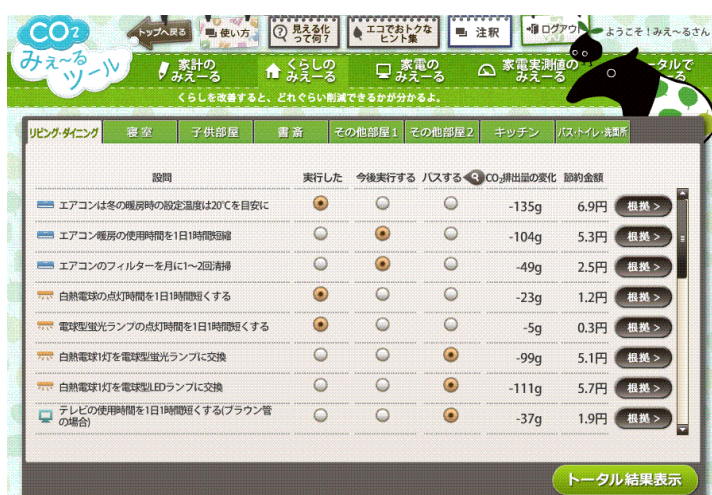 CO2
みえ～る
ツール
トップへ戻る
使い方
見える化
って何?
エコでおトクな
ヒント集
注釈
ログアウト
ようこそ!みえ～るさん
家計の
みえーる
くらしの
みえーる
家電の
みえーる
家電実測値の
みえーる
くらしを改善すると、どれぐらい削減できるかが分かるよ。
リビング・ダイニング 寝室 子供部屋 書斎 その他部屋1 その他部屋2 キッチン バス・トイレ・洗面所
設問 実行した 今後実行する パスする CO2排出量の変化 節約金額
エアコンは冬の暖房時の設定温度は20℃を目安に -135g 6.9円 根拠 >
エアコン暖房の使用時間を1日1時間短縮 -104g 5.3円 根拠 >
エアコンのフィルターを月に1～2回清掃 -49g 2.5円 根拠 >
白熱電球の点灯時間を1日1時間短くする -23g 1.2円 根拠 >
電球型蛍光ランプの点灯時間を1日1時間短くする -5g 0.3円 根拠 >
白熱電球1灯を電球型蛍光ランプに交換 -99g 5.1円 根拠 >
白熱電球1灯を電球型LEDランプに交換 -111g 5.7円 根拠 >
テレビの使用時間を1日1時間短くする(ブラウン管
の場合) -37g 1.9円 根拠 >
トータル結果表示